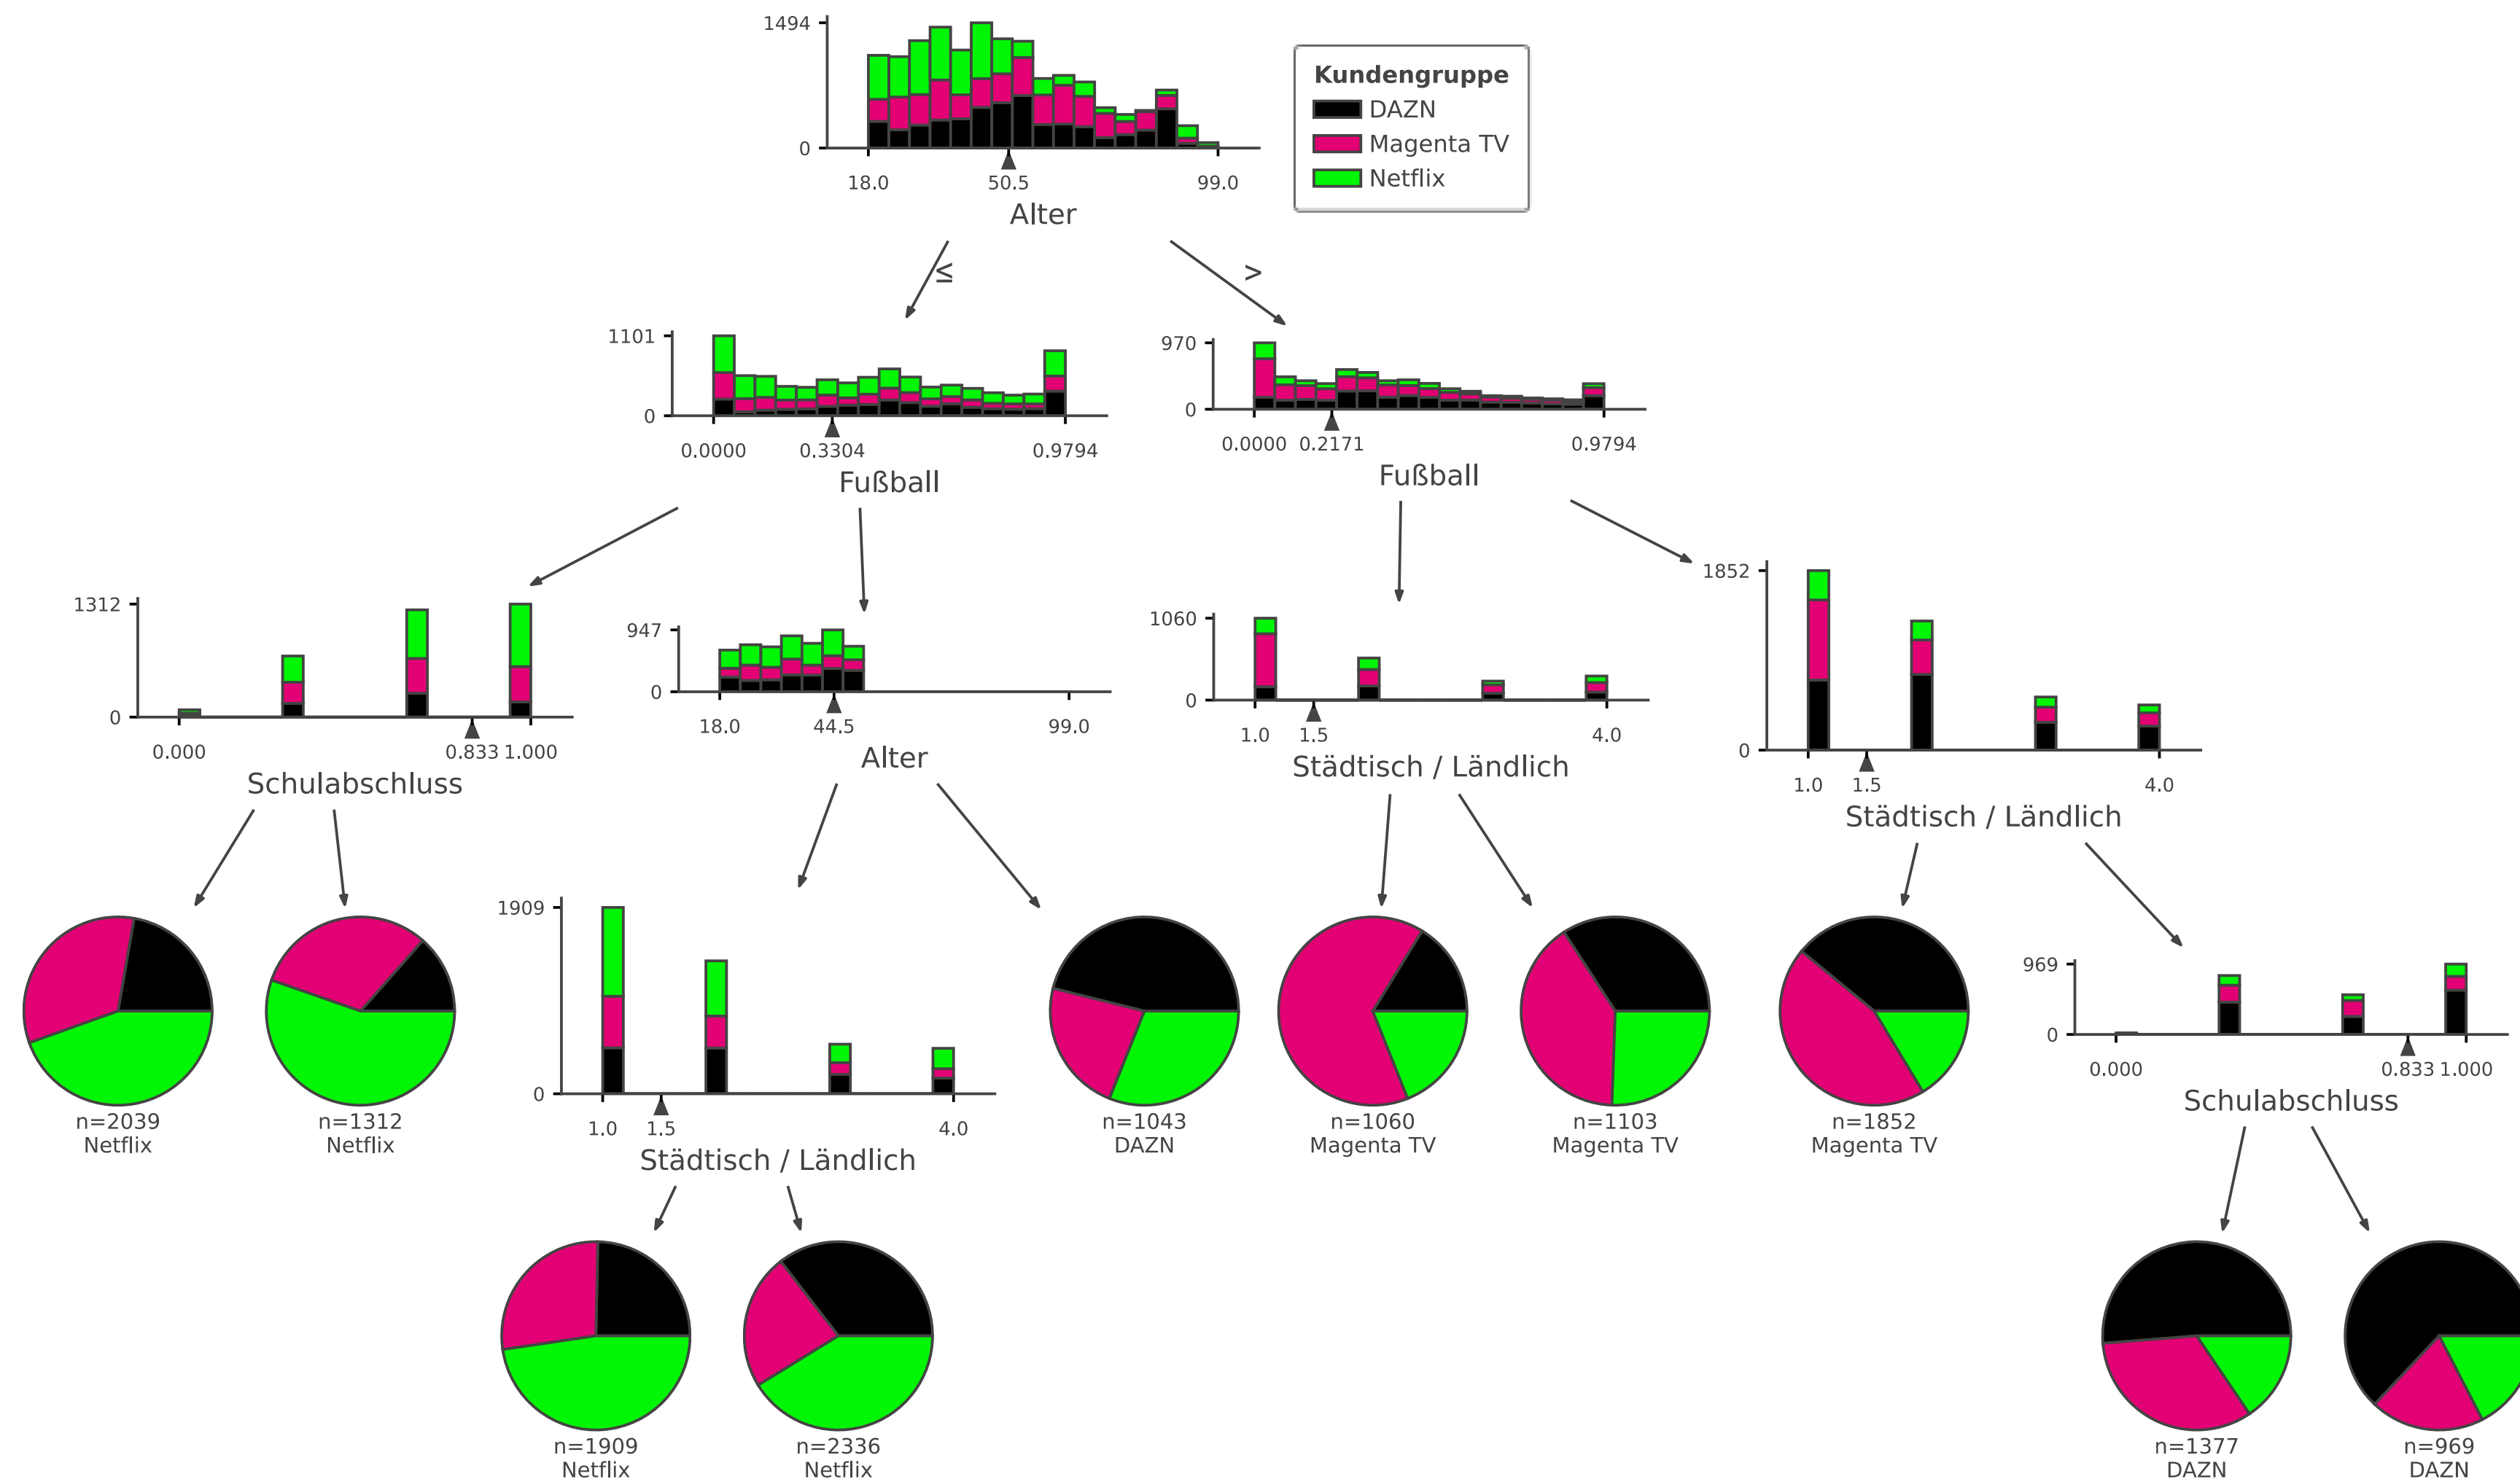 1494
0
18.0 50.5 99.0
Alter
Kundengruppe
DAZN
Magenta TV
Netflix
≤
>
1101
0
0.0000 0.3304 0.9794
Fußball
970
0
0.0000 0.2171 0.9794
Fußball
1312
0
0.000 0.833 1.000
Schulabschluss
947
0
18.0 44.5 99.0
Alter
1060
0
1.0 1.5 4.0
Städtisch / Ländlich
1852
0
1.0 1.5 4.0
Städtisch / Ländlich
n=2039
Netflix
n=1312
Netflix
1909
0
1.0 1.5 4.0
Städtisch / Ländlich
n=1043
DAZN
n=1060
Magenta TV
n=1103
Magenta TV
n=1852
Magenta TV
969
0
0.000 0.833 1.000
Schulabschluss
n=1909
Netflix
n=2336
Netflix
n=1377
DAZN
n=969
DAZN